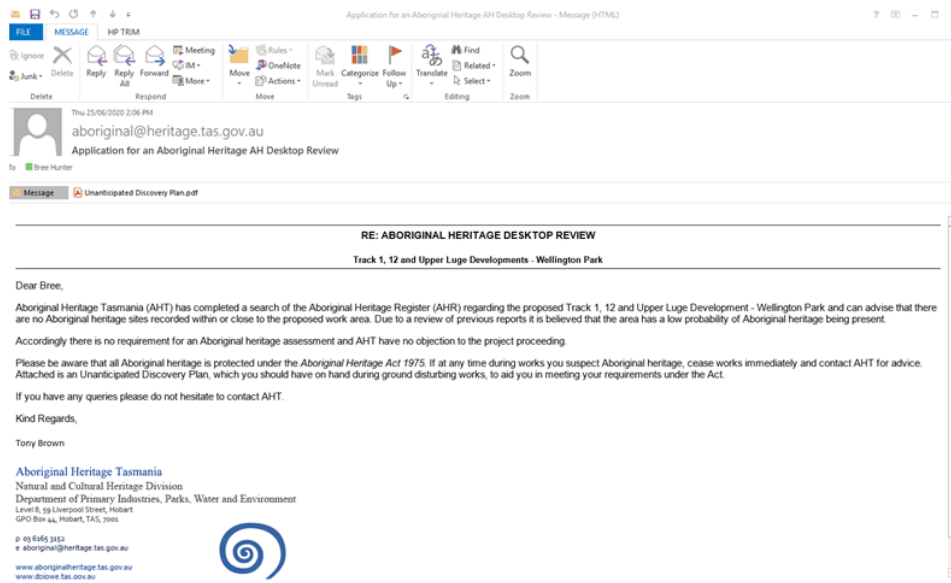 Application for an Aboriginal Heritage AH Desktop Review - Message (HTML)
FILE MESSAGE HP TRIM
Ignore
Junk
Delete
Reply
Reply All
Forward
Meeting
IM
More
Move
Rules
OneNote
Actions
Mark Unread
Categorize
Follow Up
Translate
Find
Related
Select
Zoom
Delete Respond Move Tags Editing Zoom
Thu 25/06/2020 2:06 PM
aboriginal@heritage.tas.gov.au
Application for an Aboriginal Heritage AH Desktop Review
To Bree Hunter
Message Unanticipated Discovery Plan.pdf
RE: ABORIGINAL HERITAGE DESKTOP REVIEW
Track 1, 12 and Upper Luge Developments - Wellington Park
Dear Bree,
Aboriginal Heritage Tasmania (AHT) has completed a search of the Aboriginal Heritage Register (AHR) regarding the proposed Track 1, 12 and Upper Luge Development - Wellington Park and can advise that there
are no Aboriginal heritage sites recorded within or close to the proposed work area. Due to a review of previous reports it is believed that the area has a low probability of Aboriginal heritage being present.
Accordingly there is no requirement for an Aboriginal heritage assessment and AHT have no objection to the project proceeding.
Please be aware that all Aboriginal heritage is protected under the Aboriginal Heritage Act 1975. If at any time during works you suspect Aboriginal heritage, cease works immediately and contact AHT for advice.
Attached is an Unanticipated Discovery Plan, which you should have on hand during ground disturbing works, to aid you in meeting your requirements under the Act.
If you have any queries please do not hesitate to contact AHT.
Kind Regards,
Tony Brown
Aboriginal Heritage Tasmania
Natural and Cultural Heritage Division
Department of Primary Industries, Parks, Water and Environment
Level 8, 59 Liverpool Street, Hobart
GPO Box 44, Hobart, TAS, 7001
p 03 6165 3152
e aboriginal@heritage.tas.gov.au
www.aboriginalheritage.tas.gov.au
www.dpipwe.tas.gov.au